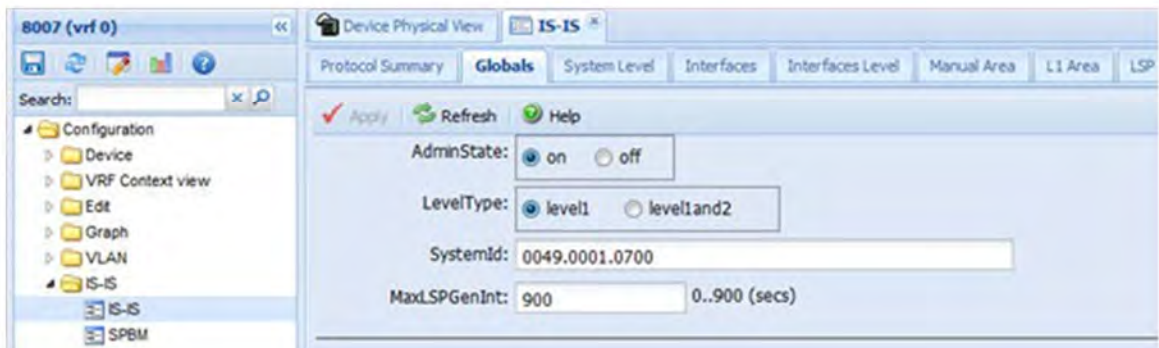 8007 (vrf 0)
Search:
Configuration
Device
VRF Context view
Edit
Graph
VLAN
IS-IS
IS-IS
SPBM
Device Physical View
IS-IS
Protocol Summary
Globals
System Level
Interfaces
Interfaces Level
Manual Area
L1 Area
LSP
Apply
Refresh
Help
AdminState: on off
LevelType: level1 level1and2
SystemId: 0049.0001.0700
MaxLSPGenInt: 900 0..900 (secs)